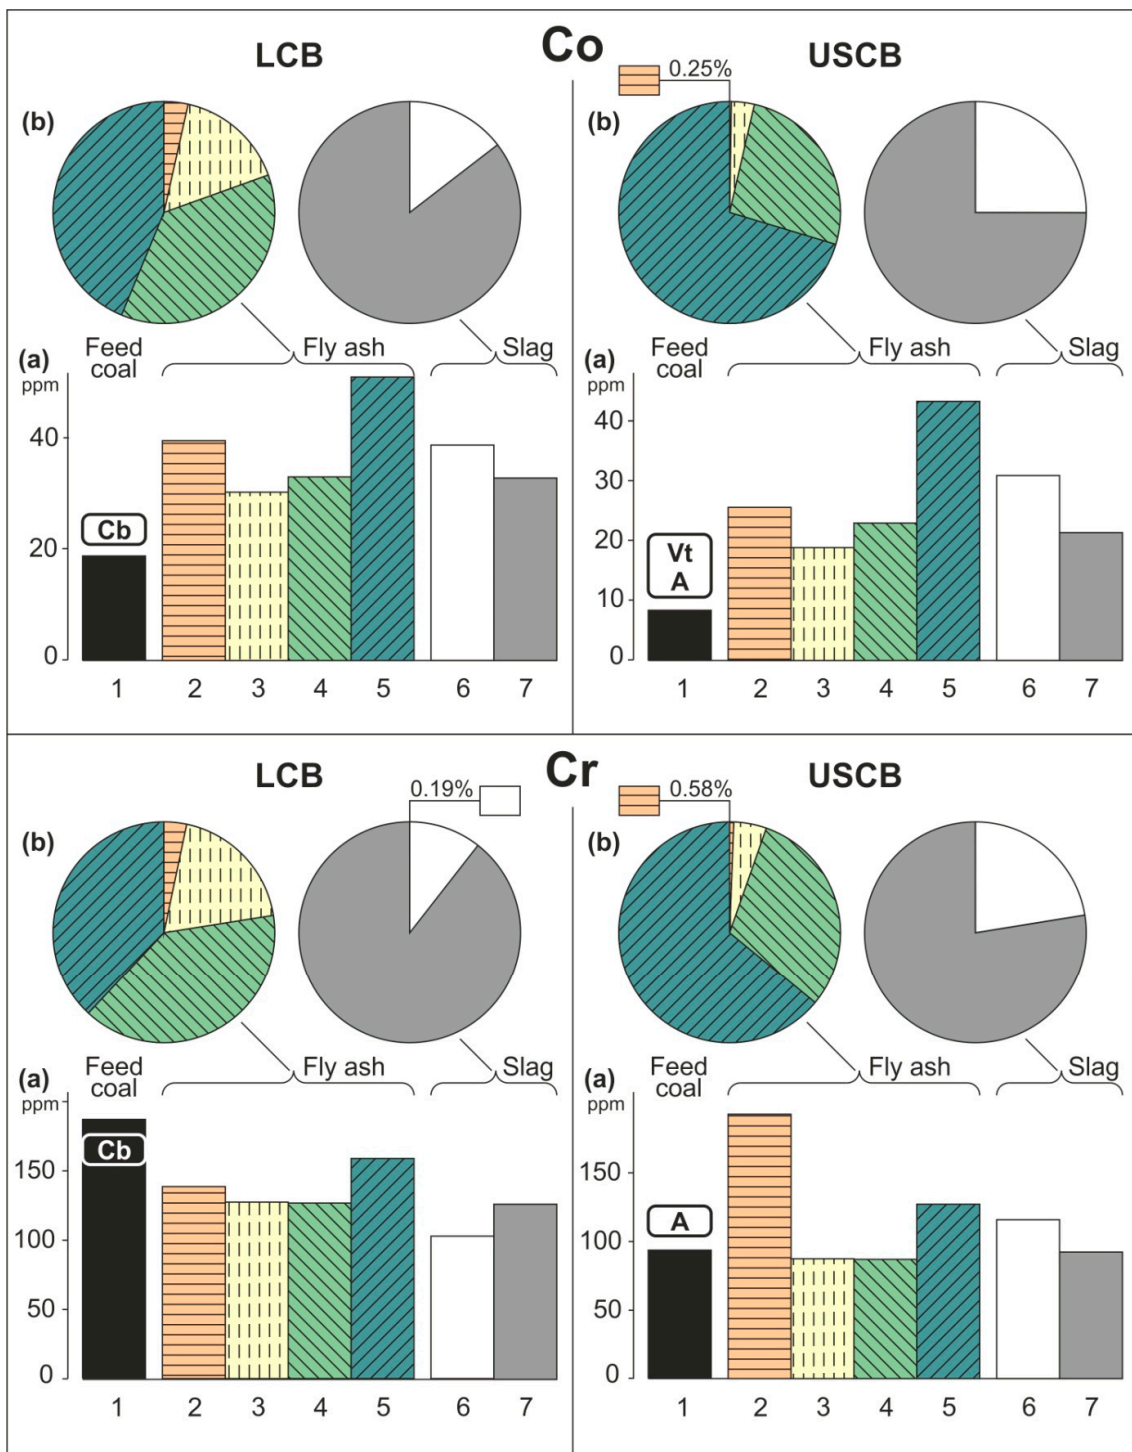 Co
LCB
USCB
0.25%
(b)
(b)
(a)
ppm
Feed
coal
Fly ash
Slag
40
20
0
Cb
1 2 3 4 5 6 7
(a)
ppm
Feed
coal
Fly ash
Slag
40
30
20
10
0
Vt
A
1 2 3 4 5 6 7
Cr
LCB
USCB
0.19%
0.58%
(b)
(b)
(a)
ppm
Feed
coal
Fly ash
Slag
150
100
50
0
Cb
1 2 3 4 5 6 7
(a)
ppm
Feed
coal
Fly ash
Slag
150
100
50
0
A
1 2 3 4 5 6 7